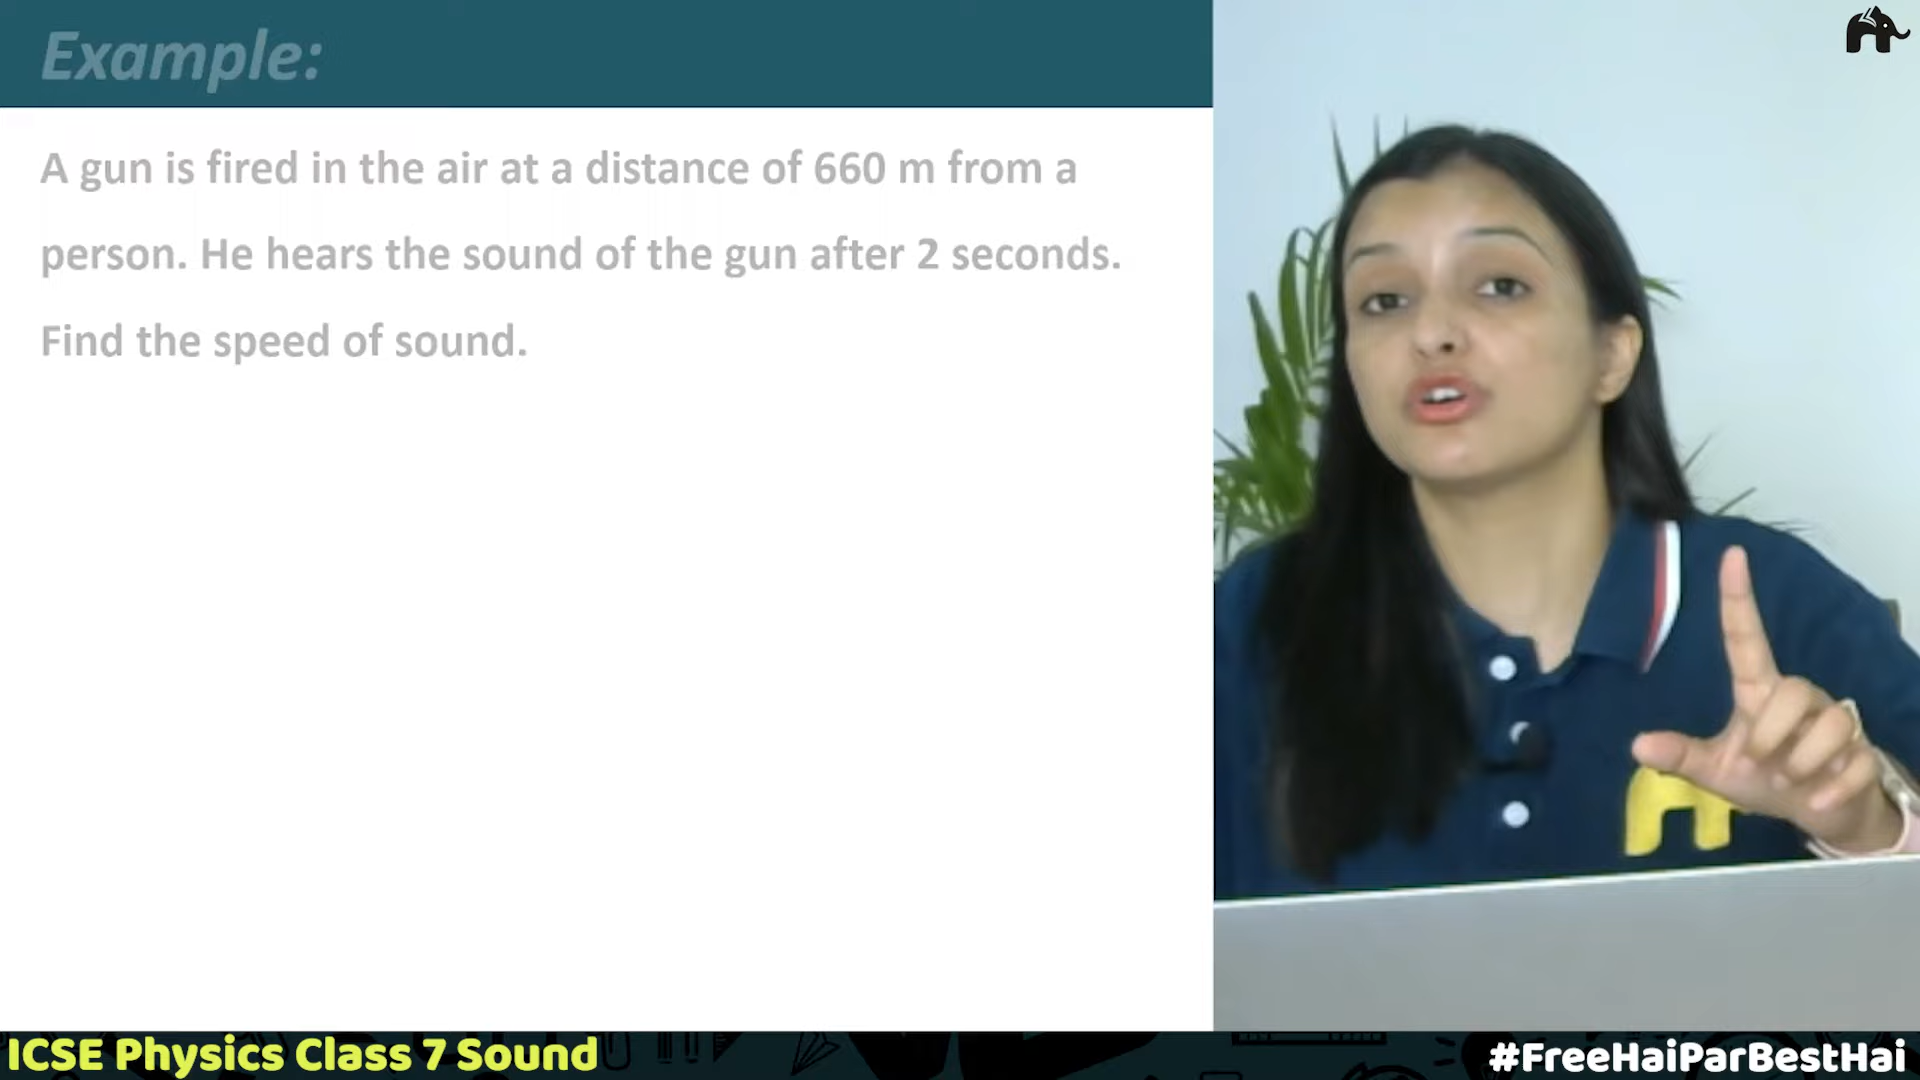 Example:
A gun is fired in the air at a distance of 660 m from a
person. He hears the sound of the gun after 2 seconds.
Find the speed of sound.
ICSE Physics Class 7 Sound
#FreeHaiParBestHai